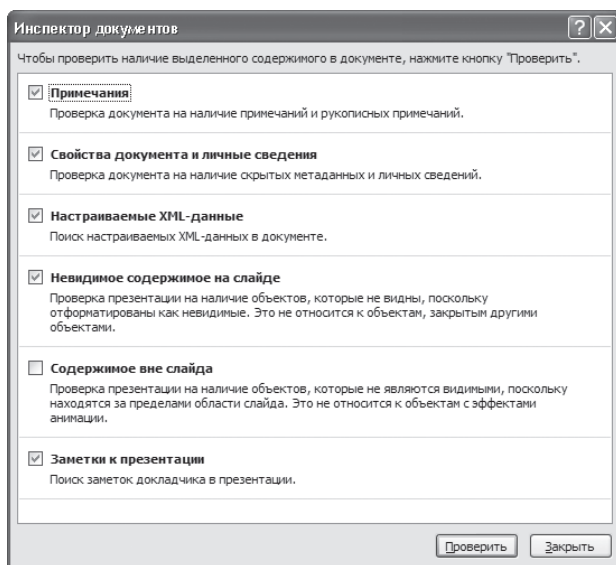 Инспектор документов
Чтобы проверить наличие выделенного содержимого в документе, нажмите кнопку "Проверить".
Примечания
Проверка документа на наличие примечаний и рукописных примечаний.
Свойства документа и личные сведения
Проверка документа на наличие скрытых метаданных и личных сведений.
Настраиваемые XML-данные
Поиск настраиваемых XML-данных в документе.
Невидимое содержимое на слайде
Проверка презентации на наличие объектов, которые не видны, поскольку
отформатированы как невидимые. Это не относится к объектам, закрытым другими
объектами.
Содержимое вне слайда
Проверка презентации на наличие объектов, которые не являются видимыми, поскольку
находятся за пределами области слайда. Это не относится к объектам с эффектами
анимации.
Заметки к презентации
Поиск заметок докладчика в презентации.
Проверить Закрыть